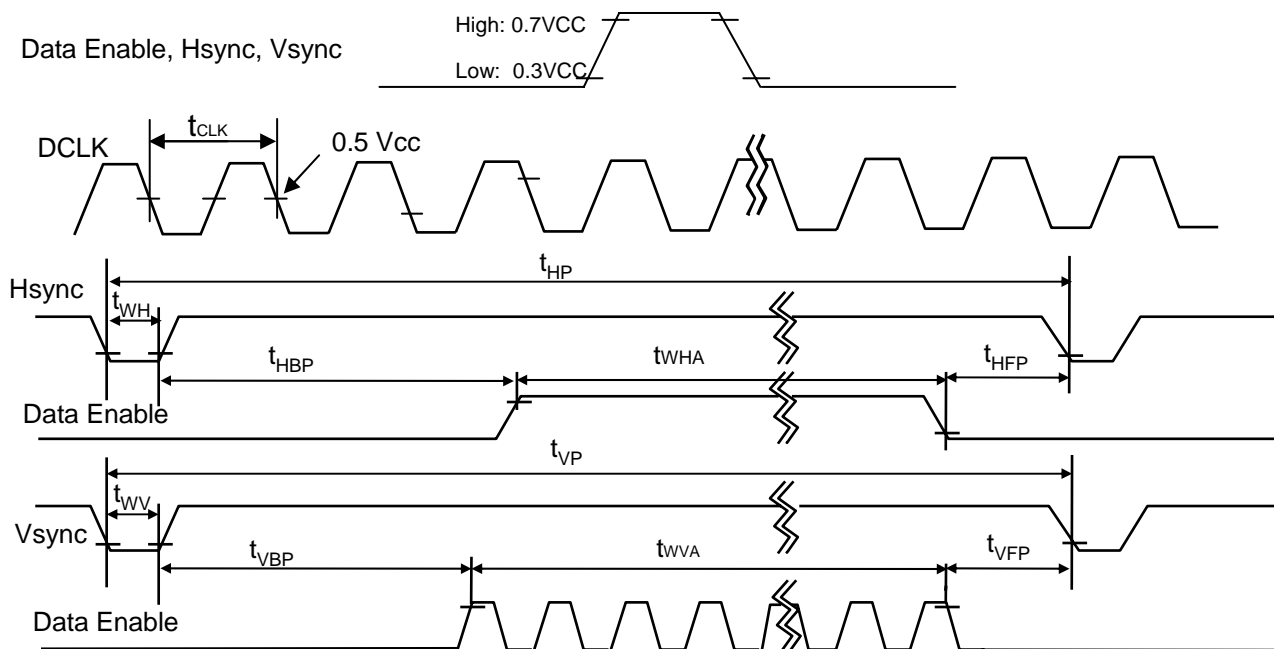 High: 0.7VCC
Data Enable, Hsync, Vsync
Low: 0.3VCC
tCLK
0.5 Vcc
DCLK
tHP
Hsync
tWH
tHBP
tWHA
tHFP
Data Enable
tVP
tWV
Vsync
tVBP
tWVA
tVFP
Data Enable